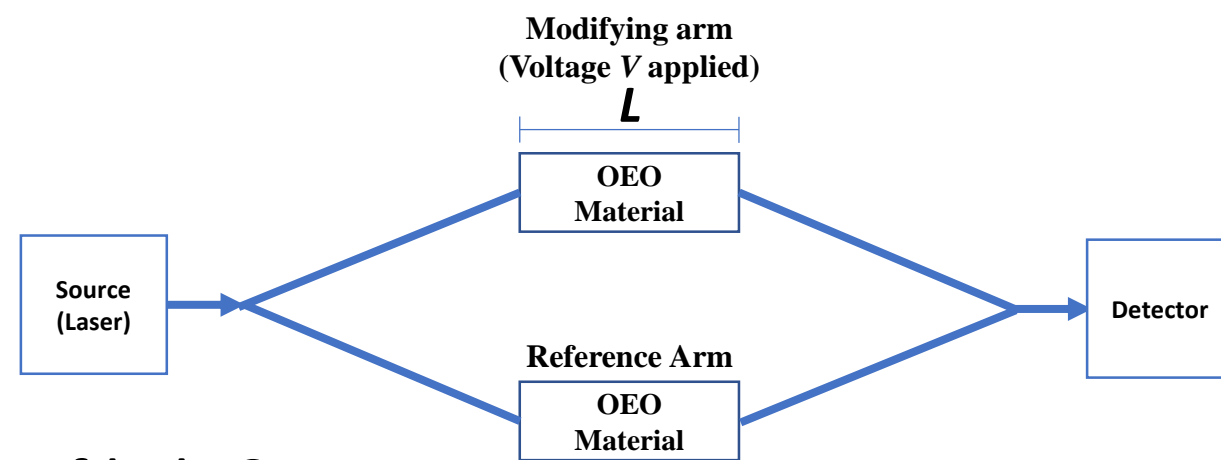 Modifying arm
(Voltage V applied)
L
OEO
Material
Source
(Laser)
Detector
Reference Arm
OEO
Material